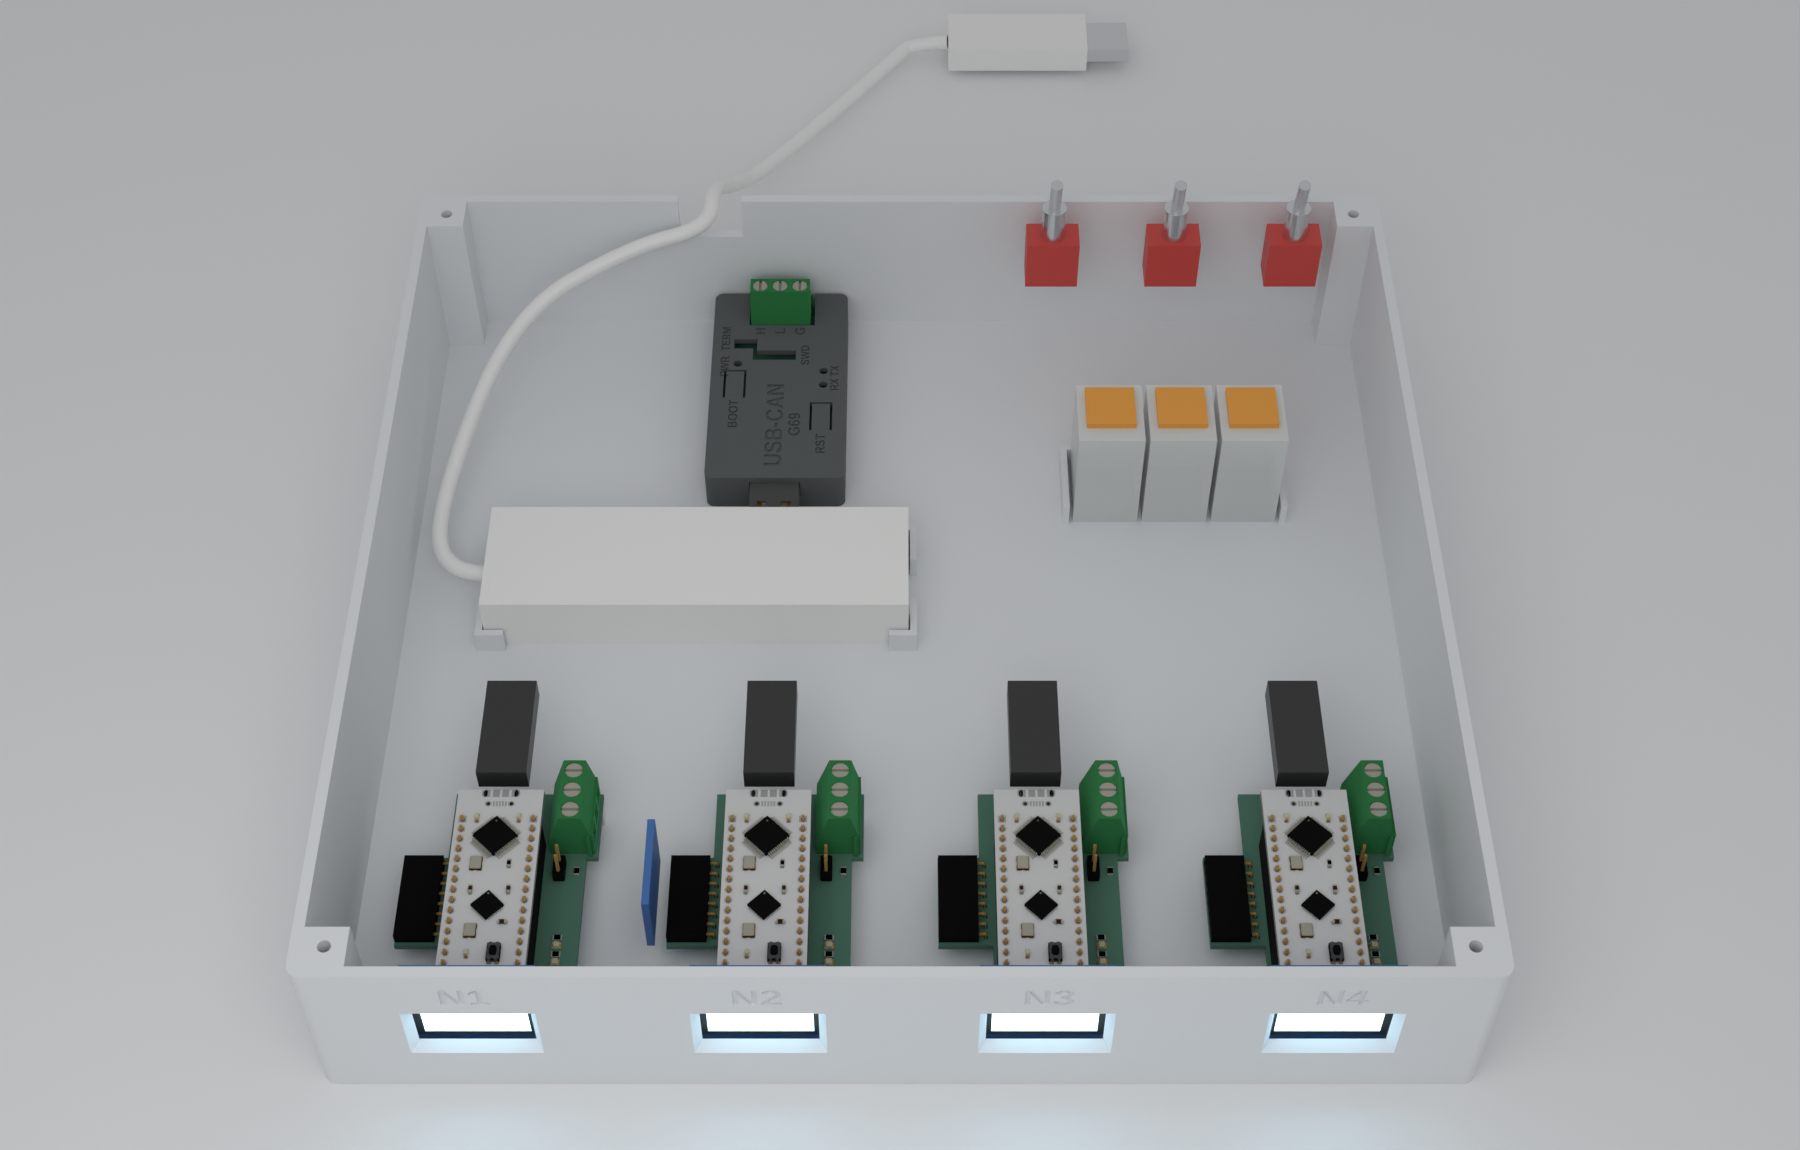 H L G
TERM
PWR
SWD
RX TX
BOOT
USB-CAN
G69
RST
N1 N2 N3 N4